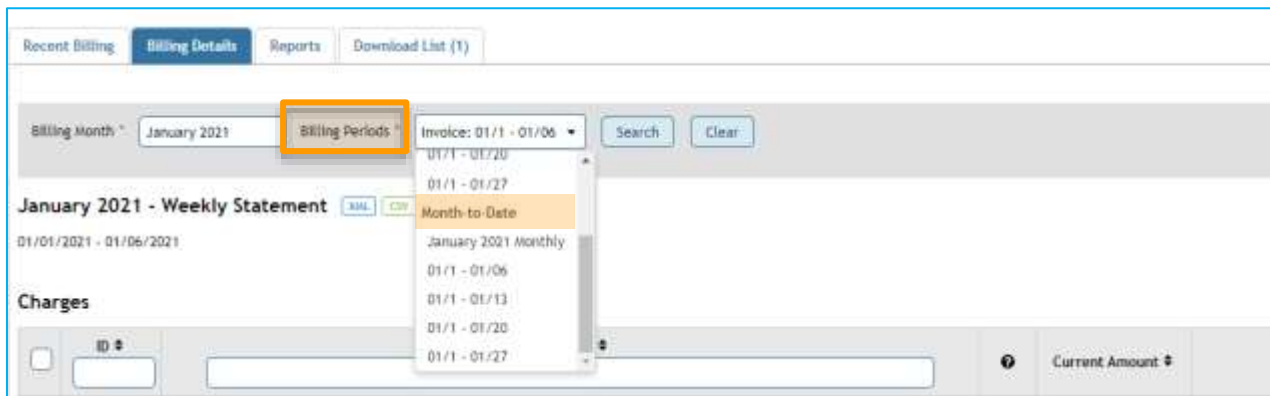 Recent Billing Billing Details Reports Download List (1)
Billing Month * January 2021 Billing Periods * Invoice: 01/1 - 01/06 Search Clear
01/1 - 01/20
01/1 - 01/27
January 2021 - Weekly Statement XML CSV Month-to-Date
01/01/2021 - 01/06/2021 January 2021 Monthly
01/1 - 01/06
Charges 01/1 - 01/13
01/1 - 01/20
ID
01/1 - 01/27
Current Amount